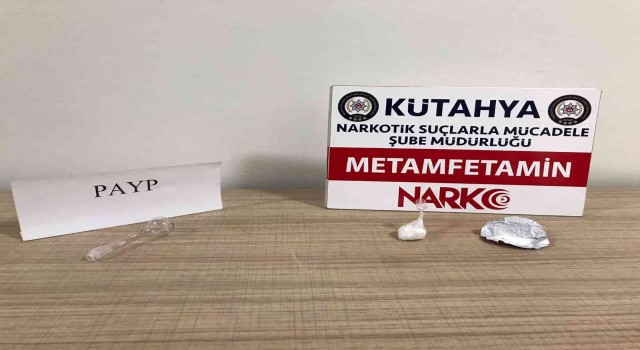 PAYP
KÜTAHYA
NARKOTİK SUÇLARLA MÜCADELE
ŞUBE MÜDÜRLÜĞÜ
METAMFETAMİN
NARKO